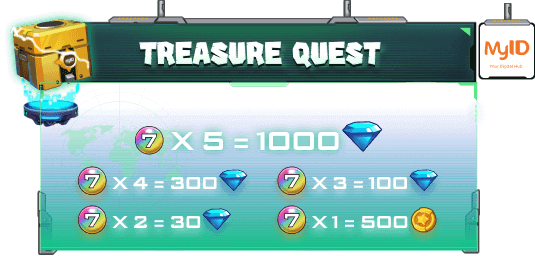 TREASURE QUEST
MyID
7 X 5 = 1000
7 X 4 = 300
7 X 3 = 100
7 X 2 = 30
7 X 1 = 500